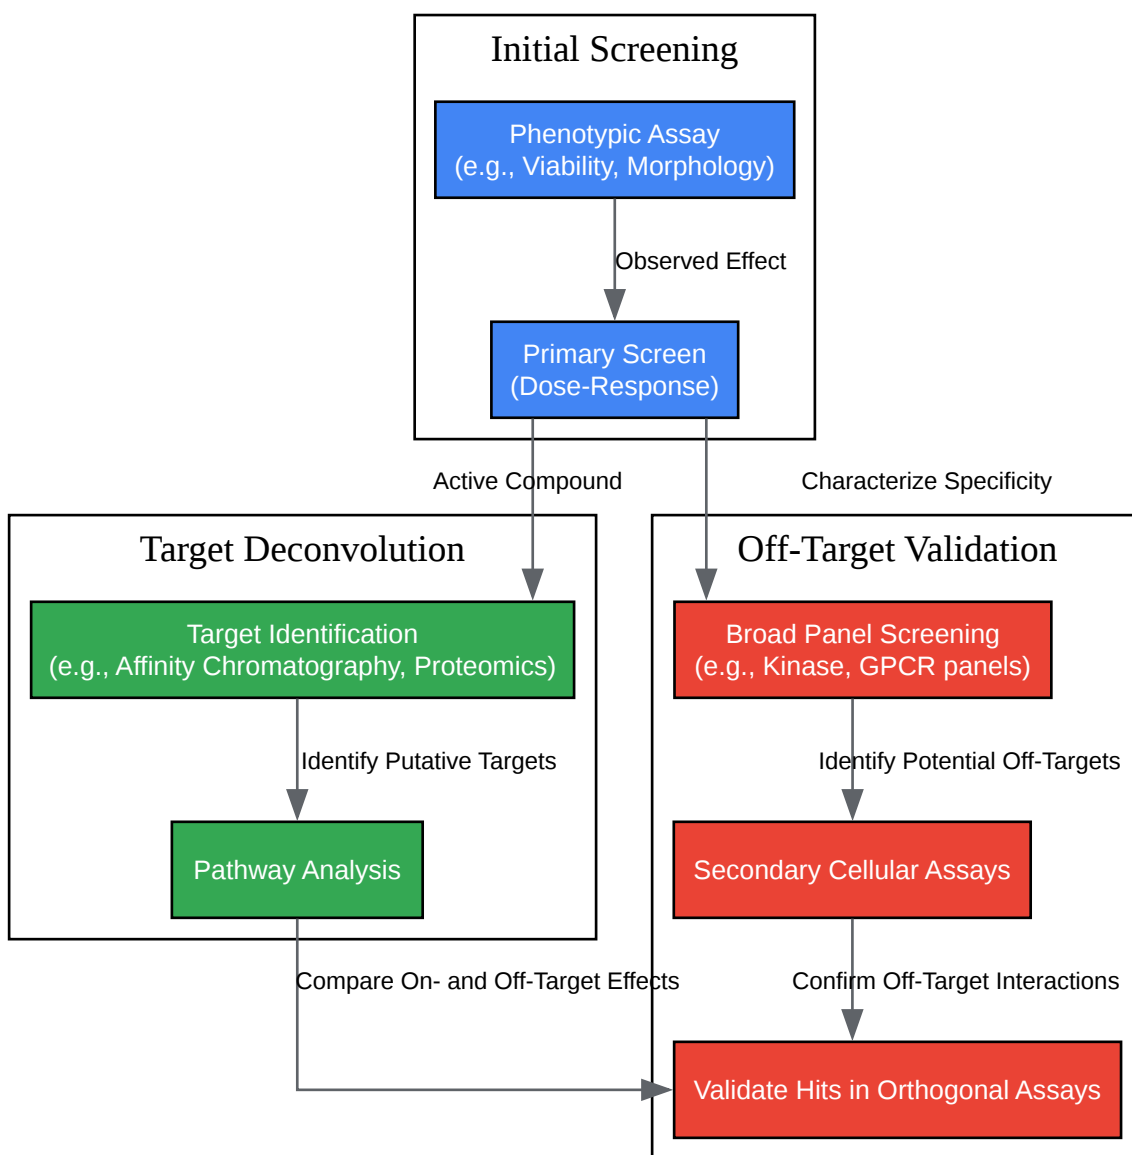 Initial Screening
Phenotypic Assay
(e.g., Viability, Morphology)
Observed Effect
Primary Screen
(Dose-Response)
Active Compound
Characterize Specificity
Target Deconvolution
Off-Target Validation
Target Identification
(e.g., Affinity Chromatography, Proteomics)
Broad Panel Screening
(e.g., Kinase, GPCR panels)
Identify Putative Targets
Identify Potential Off-Targets
Pathway Analysis
Secondary Cellular Assays
Compare On- and Off-Target Effects
Confirm Off-Target Interactions
Validate Hits in Orthogonal Assays